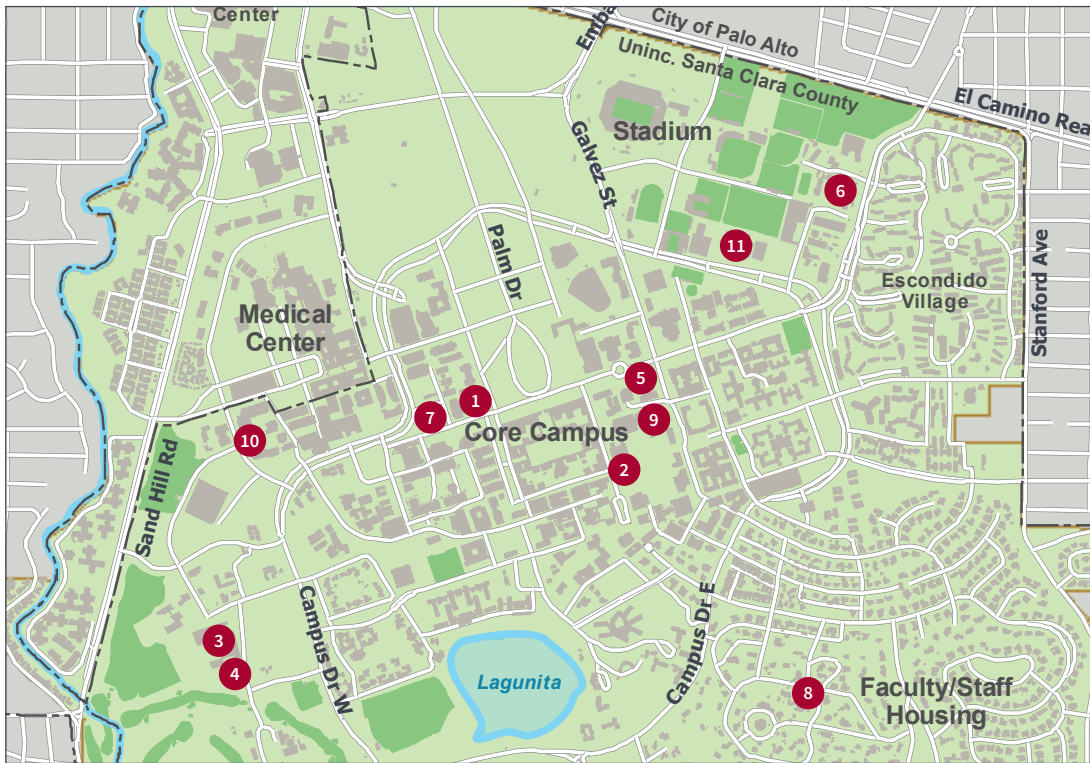 Center
Emba
City of Palo Alto
Uninc. Santa Clara County
El Camino Rea
Stadium
Galvez St
6
11
Palm Dr
Escondido
Village
Stanford Ave
Medical
Center
5
1
7
9
Core Campus
10
2
Sand Hill Rd
3
4
Campus Dr W
Lagunita
Campus Dr E
8
Faculty/Staff
Housing